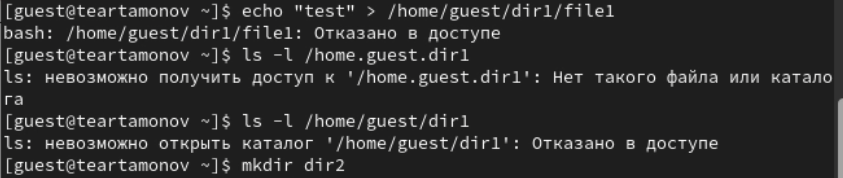 [guest@teartamonov ~]$ echo "test" > /home/guest/dir1/file1
bash: /home/guest/dir1/file1: Отказано в доступе
[guest@teartamonov ~]$ ls -l /home.guest.dir1
ls: невозможно получить доступ к '/home.guest.dir1': Нет такого файла или катало
га
[guest@teartamonov ~]$ ls -l /home/guest/dir1
ls: невозможно открыть каталог '/home/guest/dir1': Отказано в доступе
[guest@teartamonov ~]$ mkdir dir2